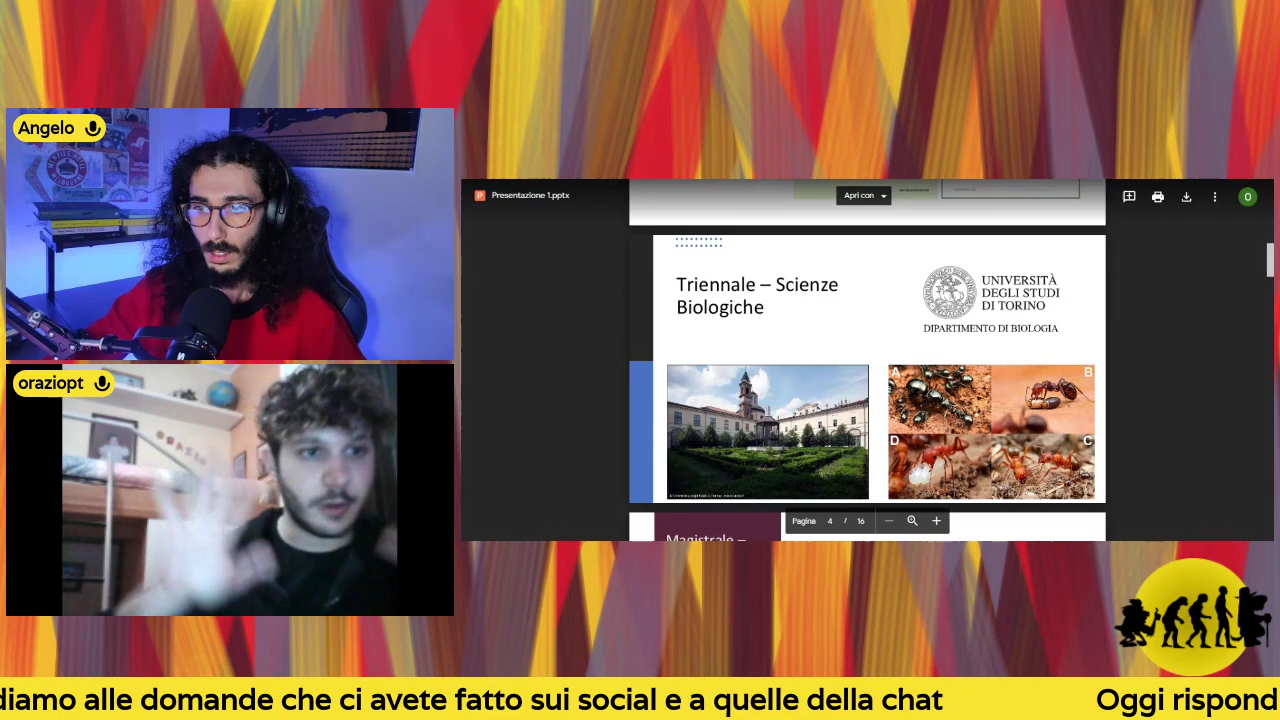 Angelo
oraziopt
ORAZIO
Presentazione 1.pptx
Apri con
O
Triennale – Scienze
Biologiche
UNIVERSITÀ
DEGLI STUDI
DI TORINO
DIPARTIMENTO DI BIOLOGIA
A
B
D
C
Pagina 4 / 16
Magistrale –
diamo alle domande che ci avete fatto sui social e a quelle della chat
Oggi rispond